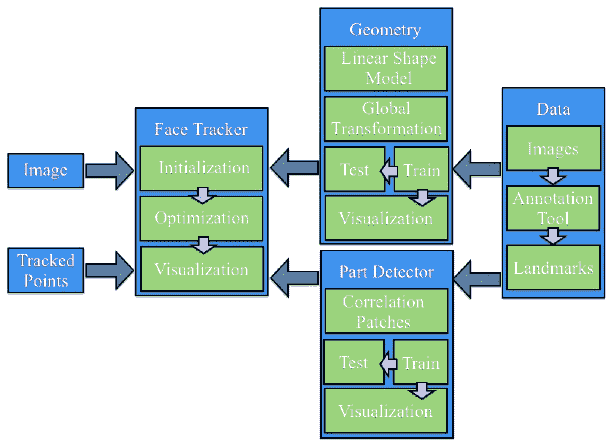 Image
Tracked
Points
Face Tracker
Initialization
Optimization
Visualization
Geometry
Linear Shape
Model
Global
Transformation
Test
Train
Visualization
Part Detector
Correlation
Patches
Test
Train
Visualization
Data
Images
Annotation
Tool
Landmarks